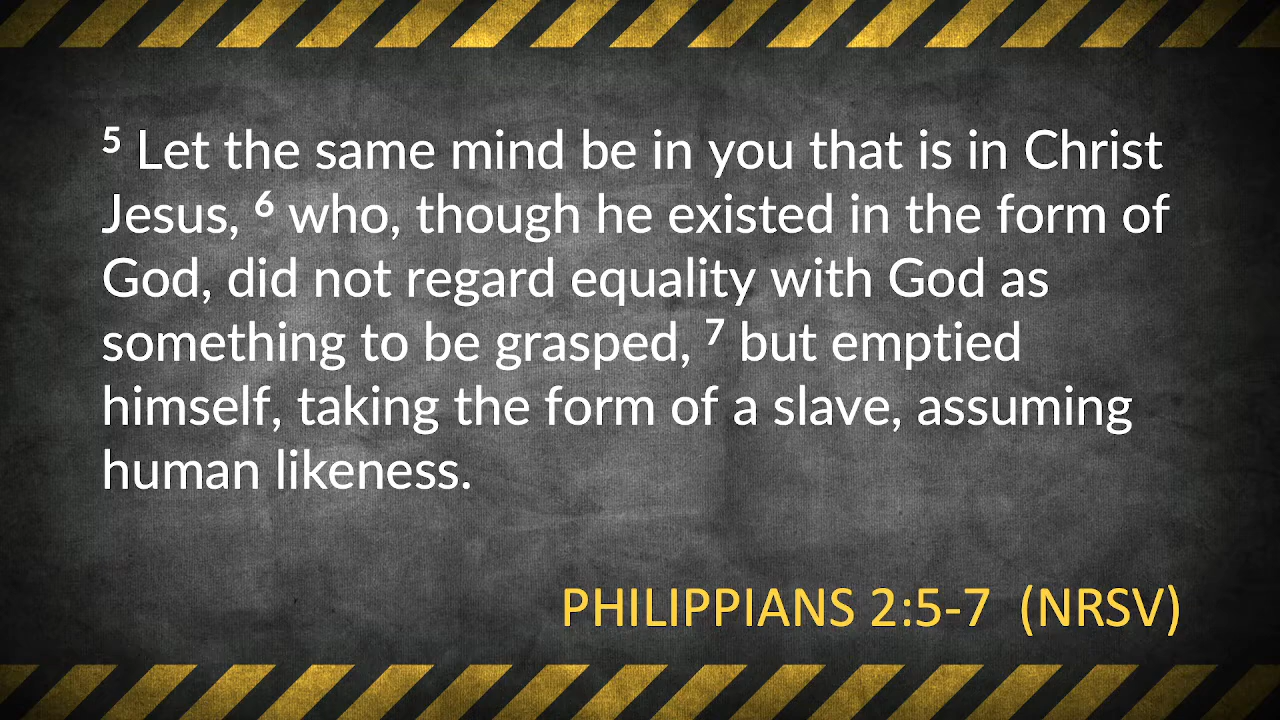 ⁵ Let the same mind be in you that is in Christ
Jesus, ⁶ who, though he existed in the form of
God, did not regard equality with God as
something to be grasped, ⁷ but emptied
himself, taking the form of a slave, assuming
human likeness.
PHILIPPIANS 2:5-7 (NRSV)